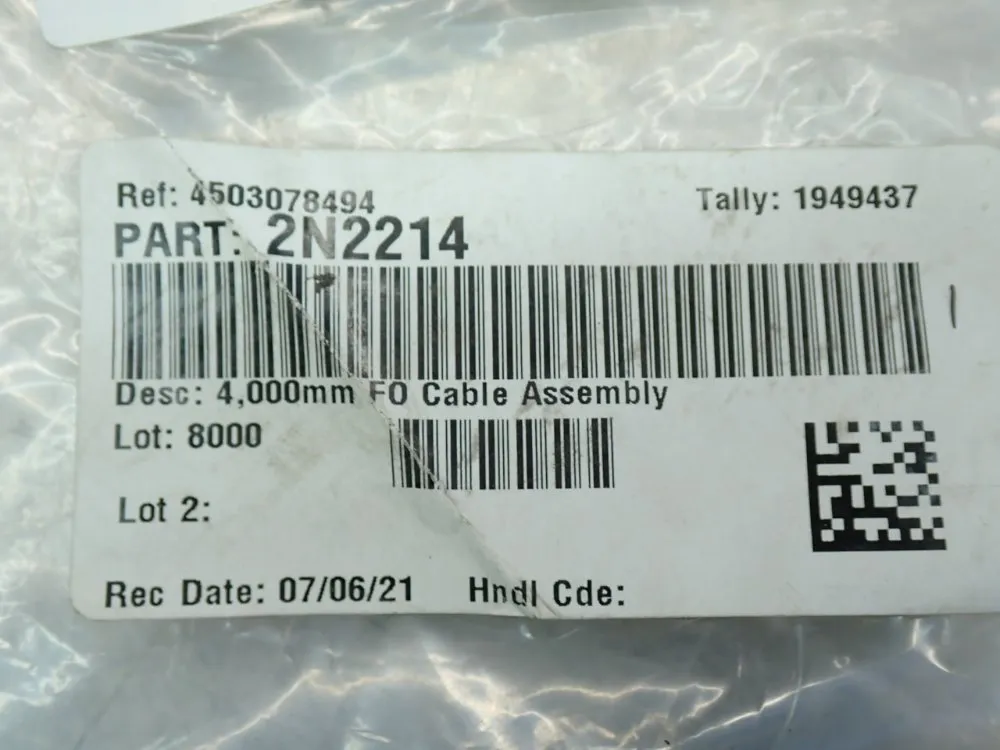 Ref: 4503078494 Tally: 1949437
PART: 2N2214
Desc: 4,000mm FO Cable Assembly
Lot: 8000
Lot 2:
Rec Date: 07/06/21 Hndl Cde: